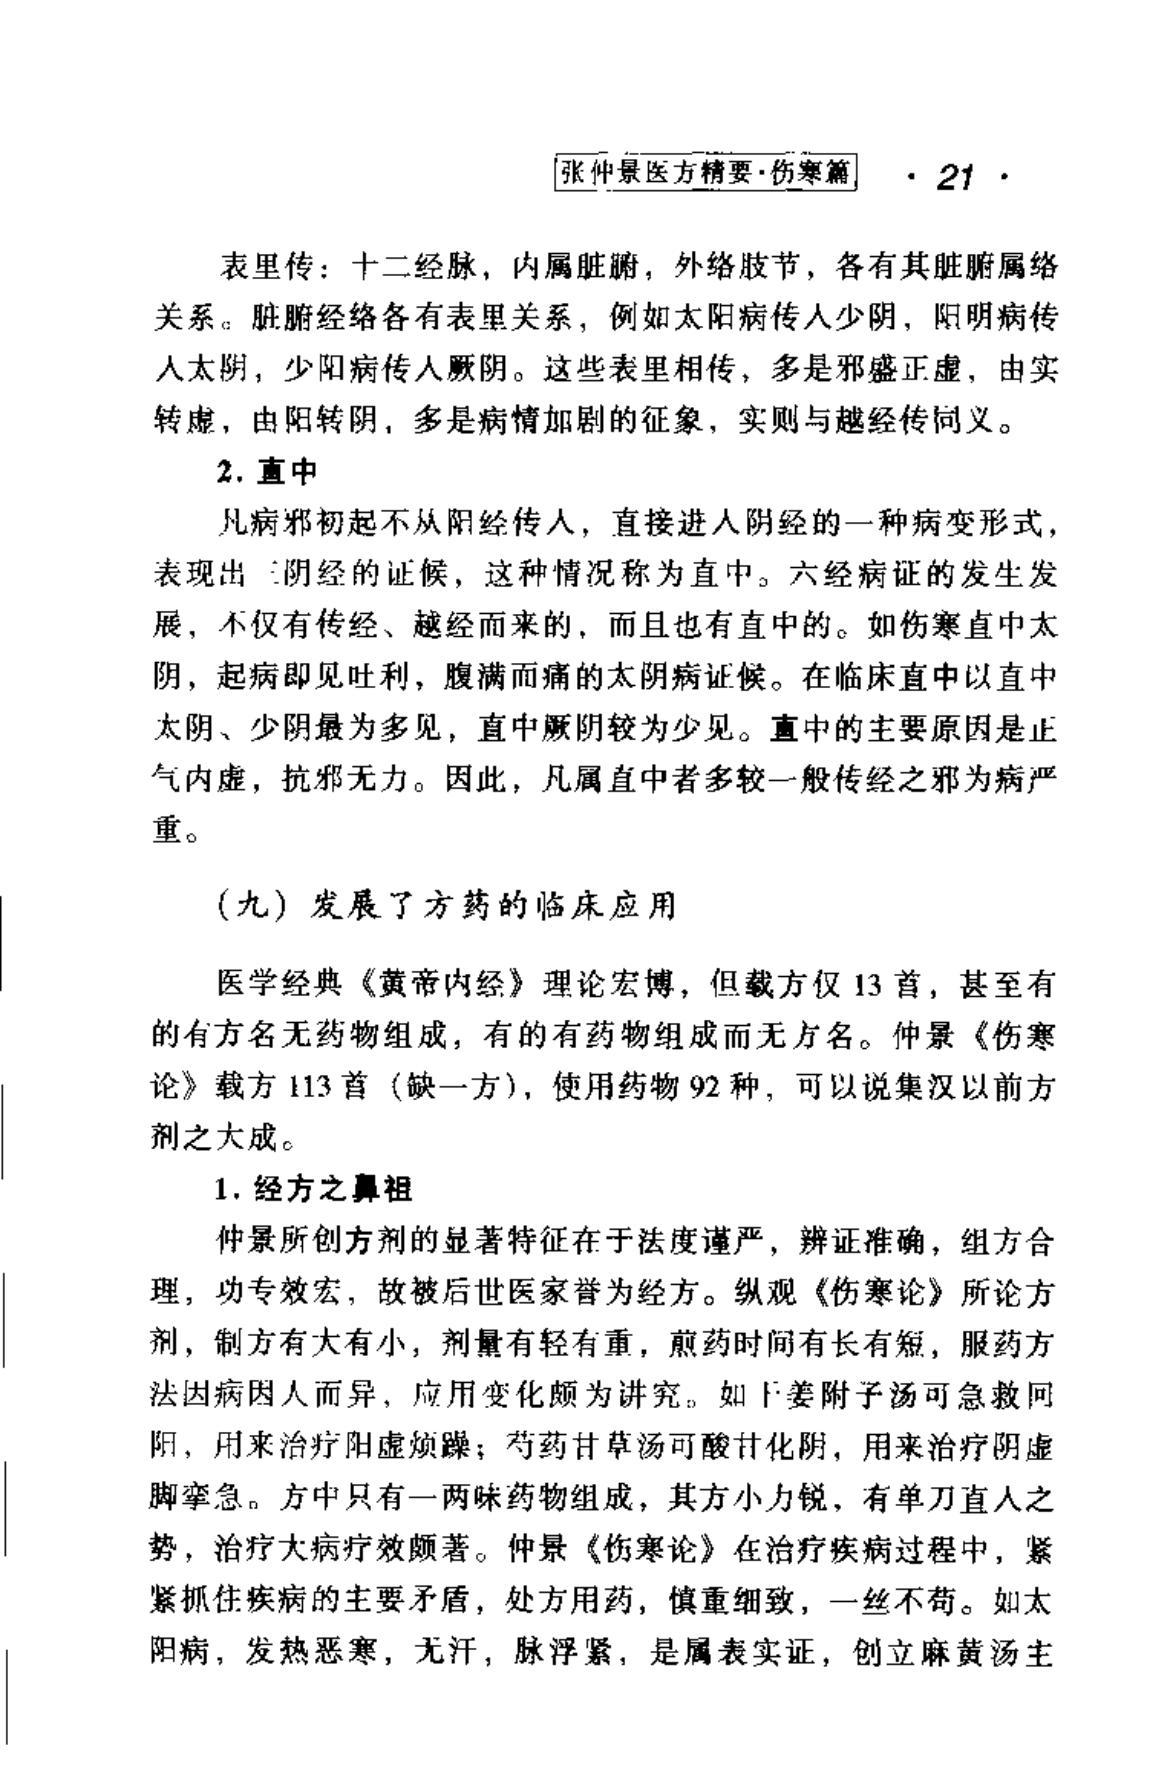 张仲景医方精要·伤寒篇 · 21 ·
表里传：十二经脉，内属脏腑，外络肢节，各有其脏腑属络
关系。脏腑经络各有表里关系，例如太阳病传入少阴，阳明病传
入太阴，少阳病传入厥阴。这些表里相传，多是邪盛正虚，由实
转虚，由阳转阴，多是病情加剧的征象，实则与越经传同义。
2. 直中
凡病邪初起不从阳经传入，直接进入阴经的一种病变形式，
表现出三阴经的证候，这种情况称为直中。六经病证的发生发
展，不仅有传经、越经而来的，而且也有直中的。如伤寒直中太
阴，起病即见吐利，腹满而痛的太阴病证候。在临床直中以直中
太阴、少阴最为多见，直中厥阴较为少见。直中的主要原因是正
气内虚，抗邪无力。因此，凡属直中者多较一般传经之邪为病严
重。
（九）发展了方药的临床应用
医学经典《黄帝内经》理论宏博，但载方仅 13 首，甚至有
的有方名无药物组成，有的有药物组成而无方名。仲景《伤寒
论》载方 113 首（缺一方），使用药物 92 种，可以说集汉以前方
剂之大成。
1. 经方之鼻祖
仲景所创方剂的显著特征在于法度谨严，辨证准确，组方合
理，功专效宏，故被后世医家誉为经方。纵观《伤寒论》所论方
剂，制方有大有小，剂量有轻有重，煎药时间有长有短，服药方
法因病因人而异，应用变化颇为讲究。如干姜附子汤可急救回
阳，用来治疗阳虚烦躁；芍药甘草汤可酸甘化阴，用来治疗阴虚
脚挛急。方中只有一两味药物组成，其方小力锐，有单刀直入之
势，治疗大病疗效颇著。仲景《伤寒论》在治疗疾病过程中，紧
紧抓住疾病的主要矛盾，处方用药，慎重细致，一丝不苟。如太
阳病，发热恶寒，无汗，脉浮紧，是属表实证，创立麻黄汤主